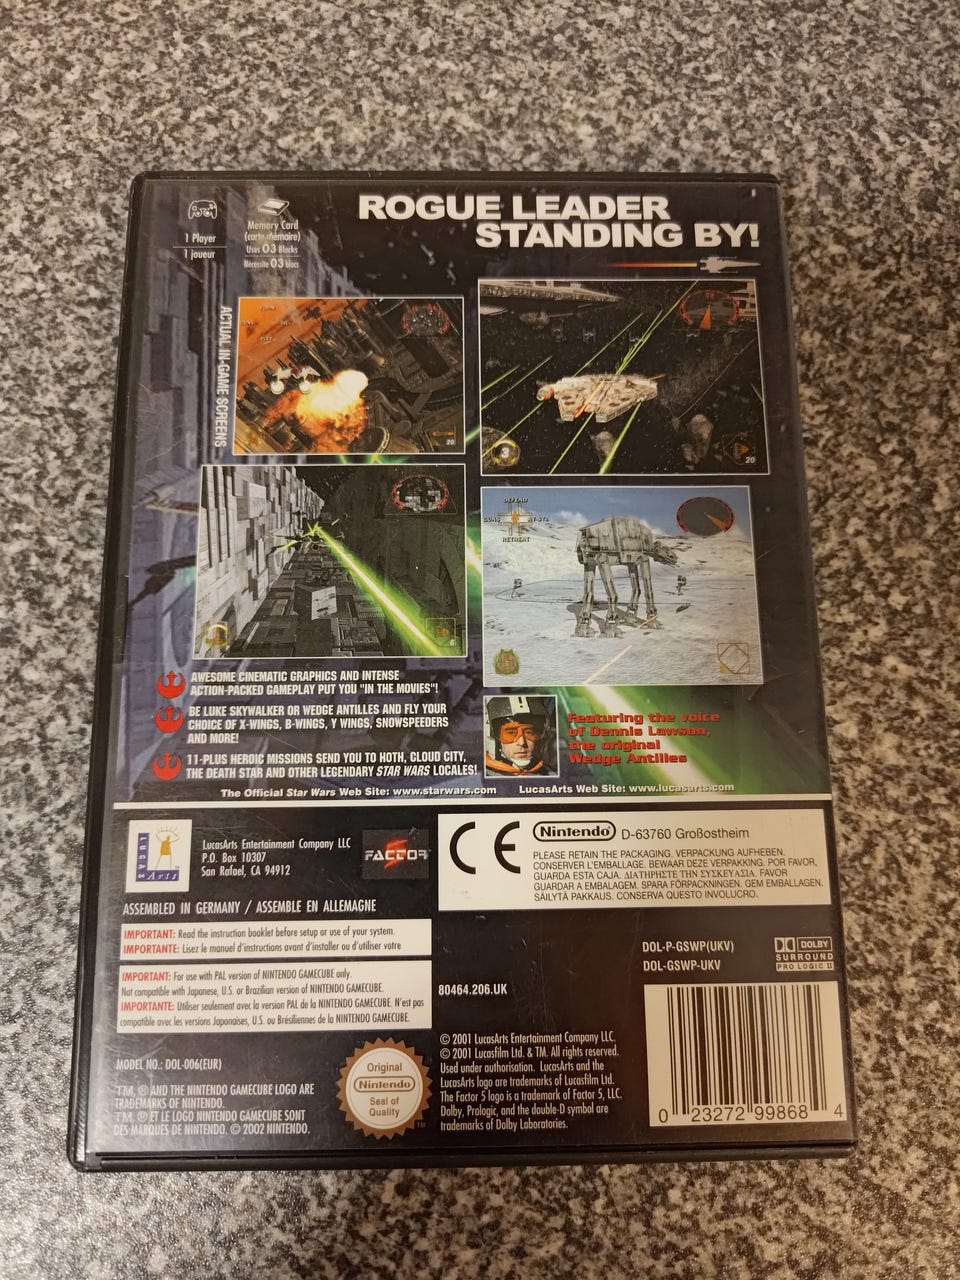 ROGUE LEADER
STANDING BY!
1 Player
1 joueur
Memory Card
(carte mémoire)
Uses 03 Blocks
Nécessite 03 blocs
ACTUAL IN-GAME SCREENS
20
3
20
6
DEFEND
GUNS
AT-STs
RETREAT
AWESOME CINEMATIC GRAPHICS AND INTENSE
ACTION-PACKED GAMEPLAY PUT YOU "IN THE MOVIES"!
BE LUKE SKYWALKER OR WEDGE ANTILLES AND FLY YOUR
CHOICE OF X-WINGS, B-WINGS, Y WINGS, SNOWSPEEDERS
AND MORE!
11-PLUS HEROIC MISSIONS SEND YOU TO HOTH, CLOUD CITY,
THE DEATH STAR AND OTHER LEGENDARY STAR WARS LOCALES!
Featuring the voice
of Dennis Lawson,
the original
Wedge Antilles
The Official Star Wars Web Site: www.starwars.com
LucasArts Web Site: www.lucasarts.com
LUCAS
Arts
LucasArts Entertainment Company LLC
P.O. Box 10307
San Rafael, CA 94912
FACTOR 5
CE
Nintendo
D-63760 Großostheim
PLEASE RETAIN THE PACKAGING. VERPACKUNG AUFHEBEN.
CONSERVER L'EMBALLAGE. BEWAAR DEZE VERPAKKING. POR FAVOR,
GUARDA ESTA CAJA. ΔΙΑΤΗΡΗΣΤΕ ΤΗΝ ΣΥΣΚΕΥΑΣΙΑ. FAVOR
GUARDAR A EMBALAGEM. SPARA FÖRPACKNINGEN. GEM EMBALLAGEN.
SÄILYTÄ PAKKAUS. CONSERVA QUESTO INVOLUCRO.
ASSEMBLED IN GERMANY / ASSEMBLE EN ALLEMAGNE
IMPORTANT: Read the instruction booklet before setup or use of your system.
IMPORTANTE: Lisez le manuel d'instructions avant d'installer ou d'utiliser votre
IMPORTANT: For use with PAL version of NINTENDO GAMECUBE only.
Not compatible with Japanese, U.S. or Brazilian version of NINTENDO GAMECUBE.
IMPORTANTE: Utiliser seulement avec la version PAL de la NINTENDO GAMECUBE. N'est pas
compatible avec les versions Japonaises, U.S. ou Brésiliennes de la NINTENDO GAMECUBE.
DOL-P-GSWP(UKV)
DOL-GSWP-UKV
DOLBY
SURROUND
PRO LOGIC II
80464.206.UK
MODEL NO.: DOL-006(EUR)
TM, ® AND THE NINTENDO GAMECUBE LOGO ARE
TRADEMARKS OF NINTENDO.
TM, ® ET LE LOGO NINTENDO GAMECUBE SONT
DES MARQUES DE NINTENDO. © 2002 NINTENDO.
Original
Nintendo
Seal of
Quality
TM
© 2001 LucasArts Entertainment Company LLC.
© 2001 Lucasfilm Ltd. & TM. All rights reserved.
Used under authorisation. LucasArts and the
LucasArts logo are trademarks of Lucasfilm Ltd.
The Factor 5 logo is a trademark of Factor 5, LLC.
Dolby, Prologic, and the double-D symbol are
trademarks of Dolby Laboratories.
0 23272 99868 4